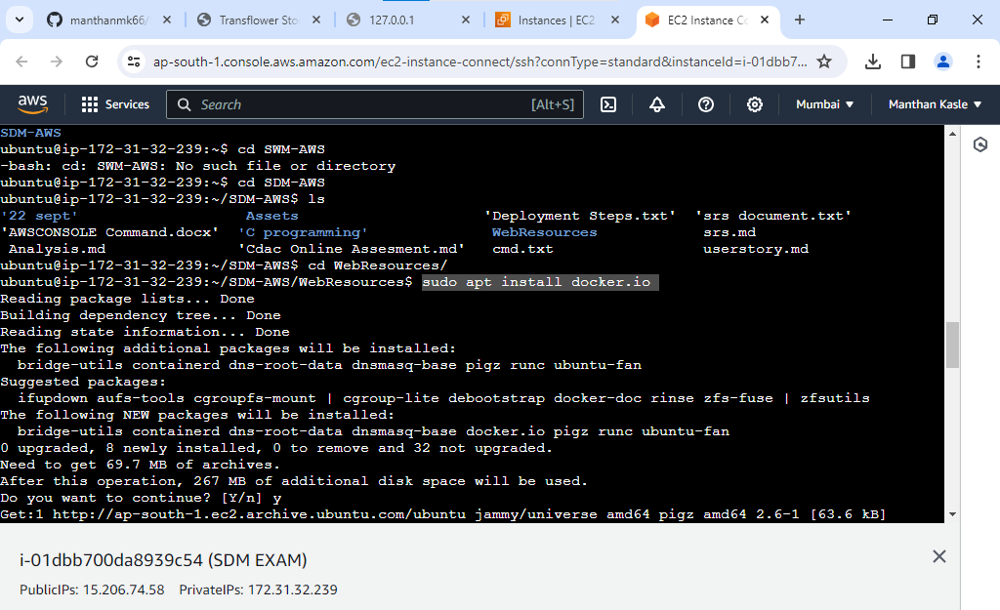 manthanmk66/
Transflower Sto
127.0.0.1
Instances | EC2
EC2 Instance Co
ap-south-1.console.aws.amazon.com/ec2-instance-connect/ssh?connType=standard&instanceId=i-01dbb7...
aws Services Search [Alt+S] Mumbai Manthan Kasle
SDM-AWS
ubuntu@ip-172-31-32-239:~$ cd SWM-AWS
-bash: cd: SWM-AWS: No such file or directory
ubuntu@ip-172-31-32-239:~$ cd SDM-AWS
ubuntu@ip-172-31-32-239:~/SDM-AWS$ ls
'22 sept' Assets 'Deployment Steps.txt' 'srs document.txt'
'AWSCONSOLE Command.docx' 'C programming' WebResources srs.md
Analysis.md 'Cdac Online Assesment.md' cmd.txt userstory.md
ubuntu@ip-172-31-32-239:~/SDM-AWS$ cd WebResources/
ubuntu@ip-172-31-32-239:~/SDM-AWS/WebResources$ sudo apt install docker.io
Reading package lists... Done
Building dependency tree... Done
Reading state information... Done
The following additional packages will be installed:
bridge-utils containerd dns-root-data dnsmasq-base pigz runc ubuntu-fan
Suggested packages:
ifupdown aufs-tools cgroupfs-mount | cgroup-lite debootstrap docker-doc rinse zfs-fuse | zfsutils
The following NEW packages will be installed:
bridge-utils containerd dns-root-data dnsmasq-base docker.io pigz runc ubuntu-fan
0 upgraded, 8 newly installed, 0 to remove and 32 not upgraded.
Need to get 69.7 MB of archives.
After this operation, 267 MB of additional disk space will be used.
Do you want to continue? [Y/n] y
Get:1 http://ap-south-1.ec2.archive.ubuntu.com/ubuntu jammy/universe amd64 pigz amd64 2.6-1 [63.6 kB]
i-01dbb700da8939c54 (SDM EXAM)
PublicIPs: 15.206.74.58 PrivateIPs: 172.31.32.239